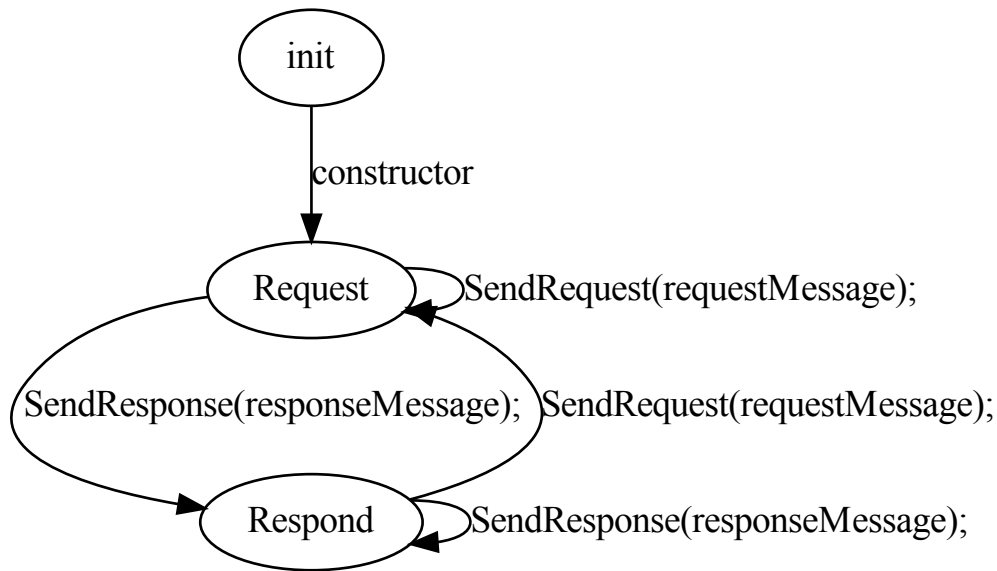 init
constructor
Request
SendRequest(requestMessage);
SendResponse(responseMessage);
SendRequest(requestMessage);
Respond
SendResponse(responseMessage);